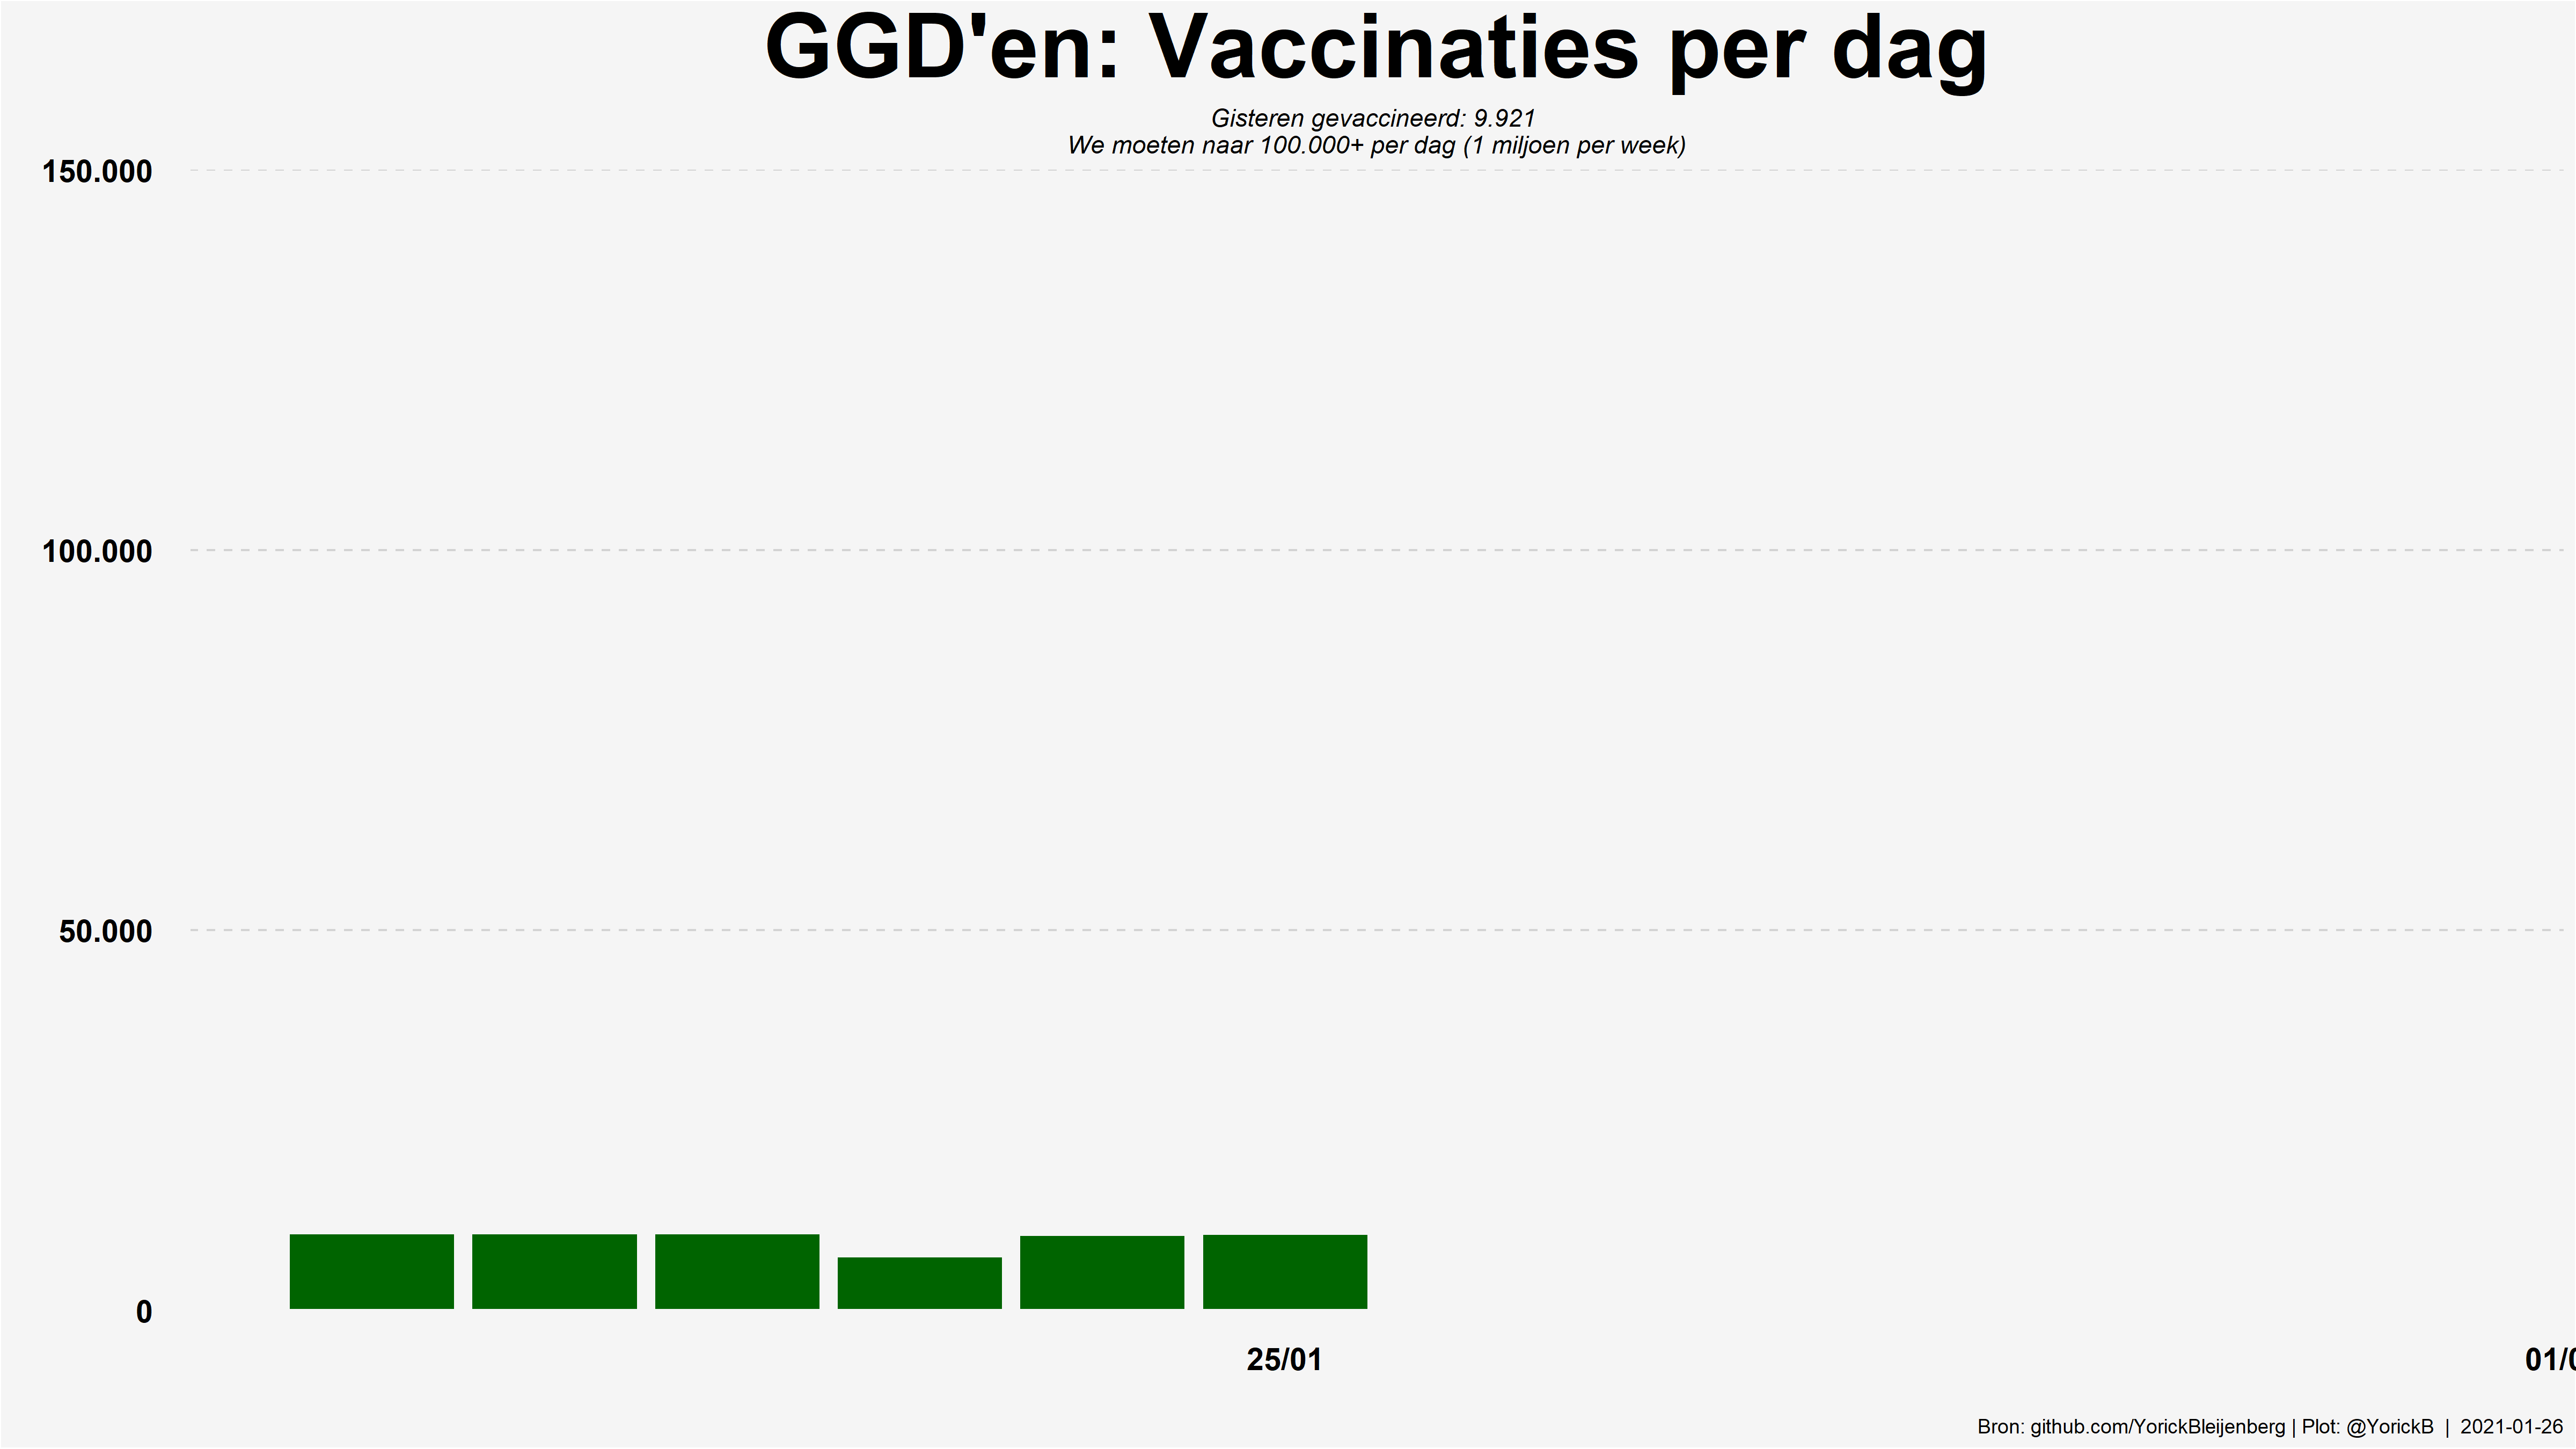 GGD'en: Vaccinaties per dag
Gisteren gevaccineerd: 9.921
We moeten naar 100.000+ per dag (1 miljoen per week)
150.000
100.000
50.000
0
25/01
01/0
Bron: github.com/YorickBleijenberg | Plot: @YorickB | 2021-01-26